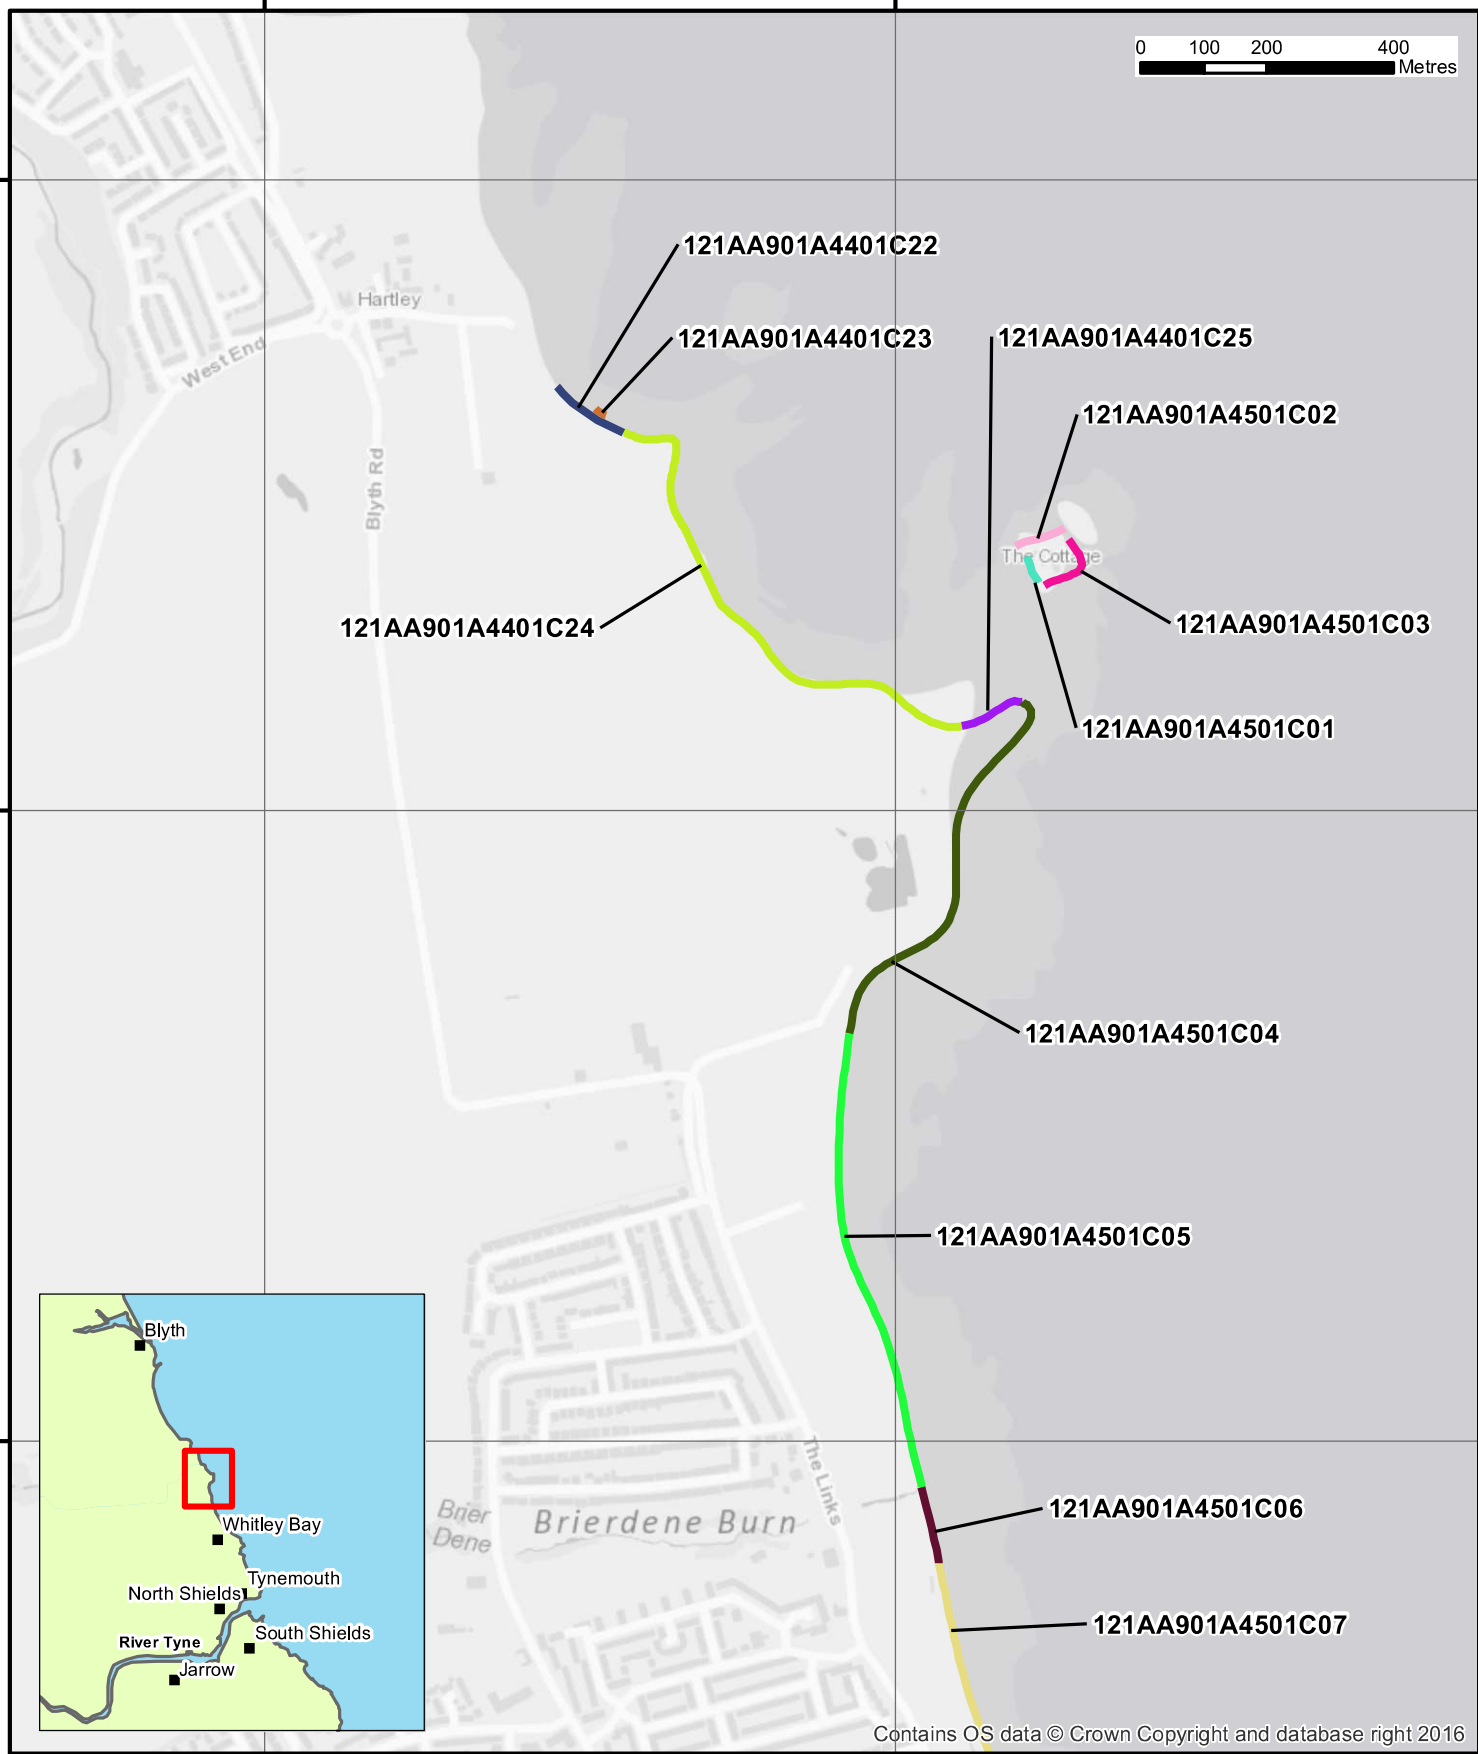 0 100 200 400
Metres
121AA901A4401C22
Hartley
121AA901A4401C23
121AA901A4401C25
West End
121AA901A4501C02
Blyth Rd
The Cottage
121AA901A4501C03
121AA901A4401C24
121AA901A4501C01
121AA901A4501C04
121AA901A4501C05
Blyth
The Links
121AA901A4501C06
Brier
Dene
Brierdene Burn
Whitley Bay
Tynemouth
North Shields
121AA901A4501C07
South Shields
River Tyne
Jarrow
Contains OS data © Crown Copyright and database right 2016